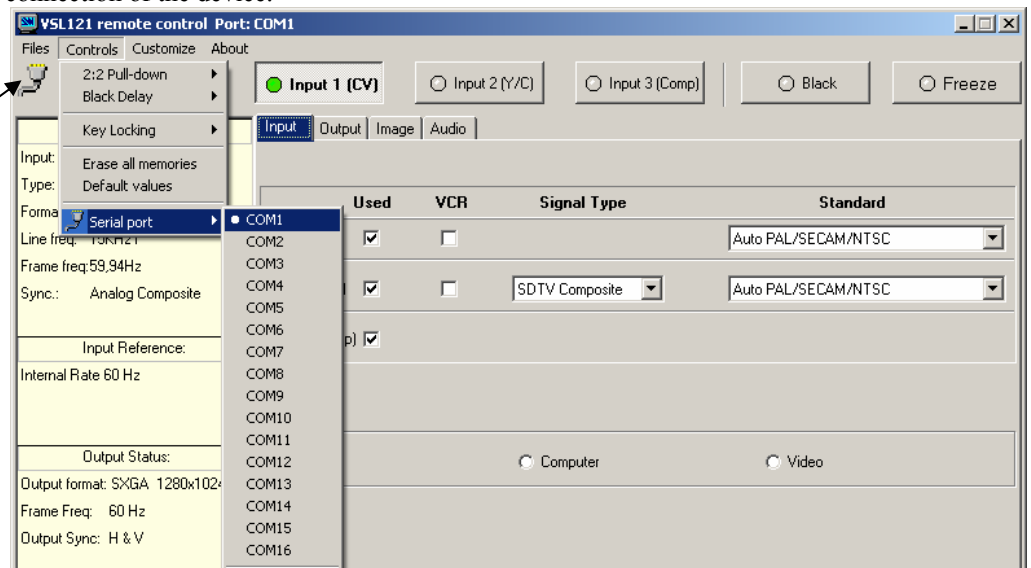 connection of the device.
VSL121 remote control Port: COM1
Files Controls Customize About
2:2 Pull-down
Black Delay
Key Locking
Erase all memories
Default values
Serial port
Input 1 (CV) Input 2 (Y/C) Input 3 (Comp) Black Freeze
Input Output Image Audio
Input:
Type:
Forma
Line freq:
Frame freq:59,94Hz
Sync.: Analog Composite
Input Reference:
Internal Rate 60 Hz
Output Status:
Output format: SXGA 1280x1024
Frame Freq: 60 Hz
Output Sync: H & V
COM1
COM2
COM3
COM4
COM5
COM6
COM7
COM8
COM9
COM10
COM11
COM12
COM13
COM14
COM15
COM16
Used VCR Signal Type Standard
Auto PAL/SECAM/NTSC
SDTV Composite Auto PAL/SECAM/NTSC
p)
Computer Video